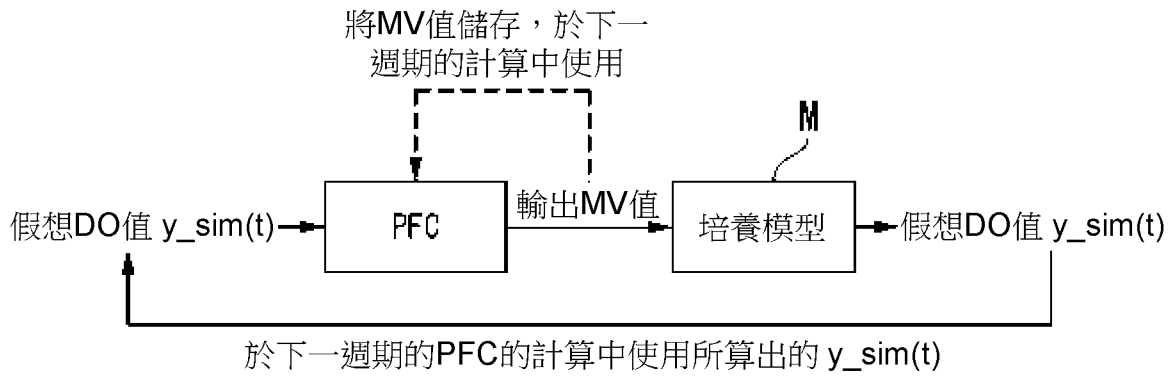 將MV值儲存，於下一
週期的計算中使用
M
假想DO值 y_sim(t)
PFC
輸出MV值
培養模型
假想DO值 y_sim(t)
於下一週期的PFC的計算中使用所算出的 y_sim(t)